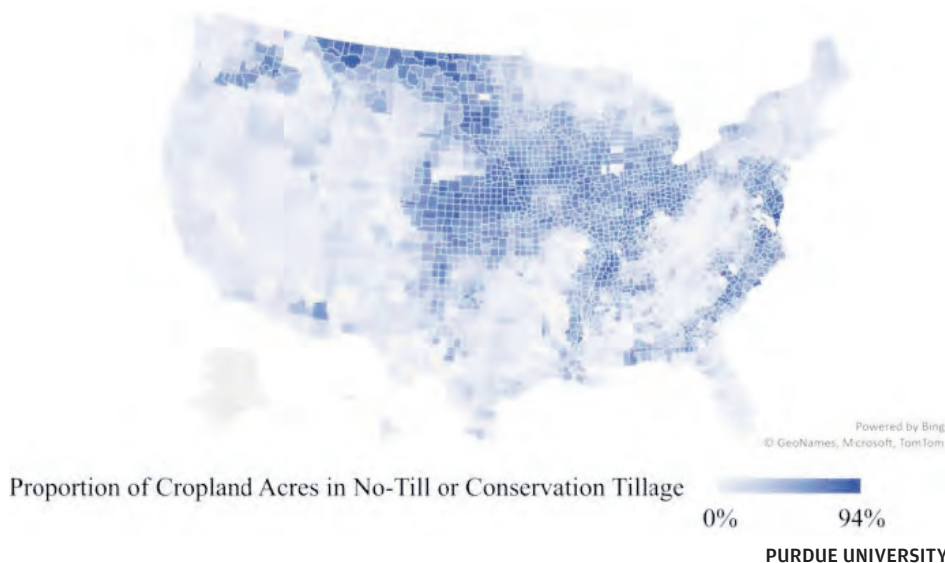 Powered by Bing
© GeoNames, Microsoft, TomTom
Proportion of Cropland Acres in No-Till or Conservation Tillage
0% 94%
PURDUE UNIVERSITY